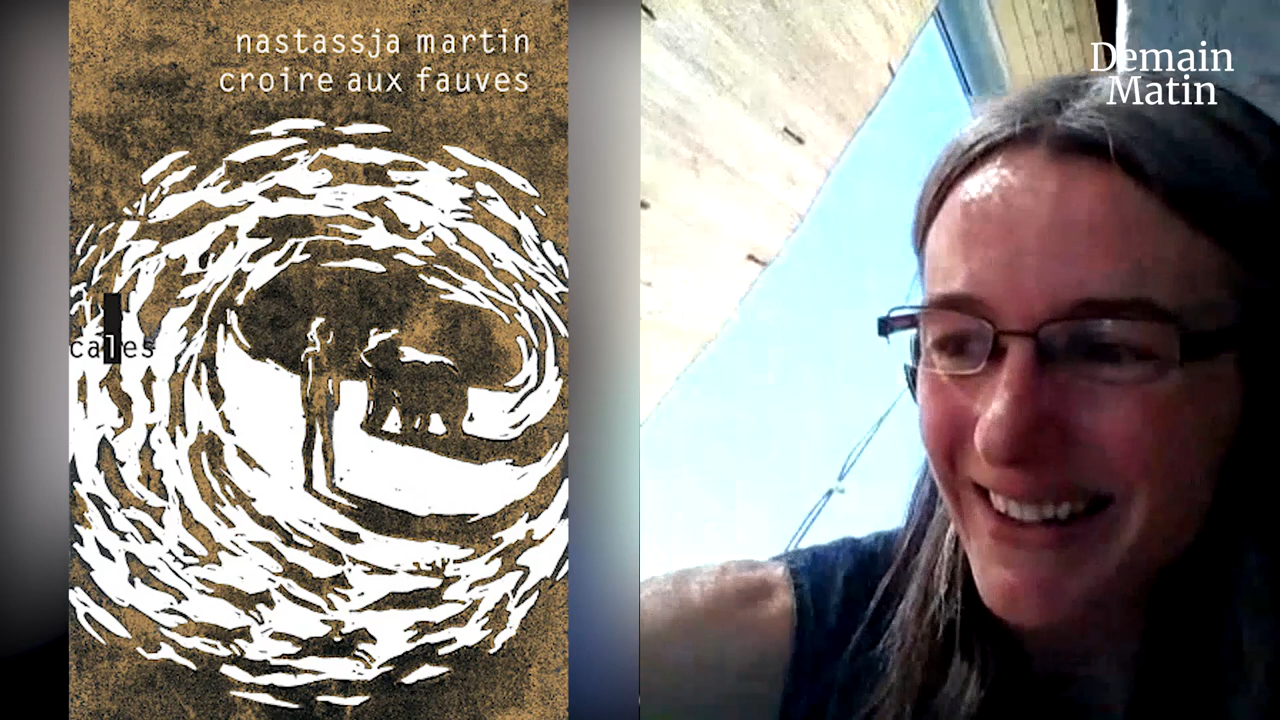 nastassja martin
croire aux fauves
cales
Demain
Matin